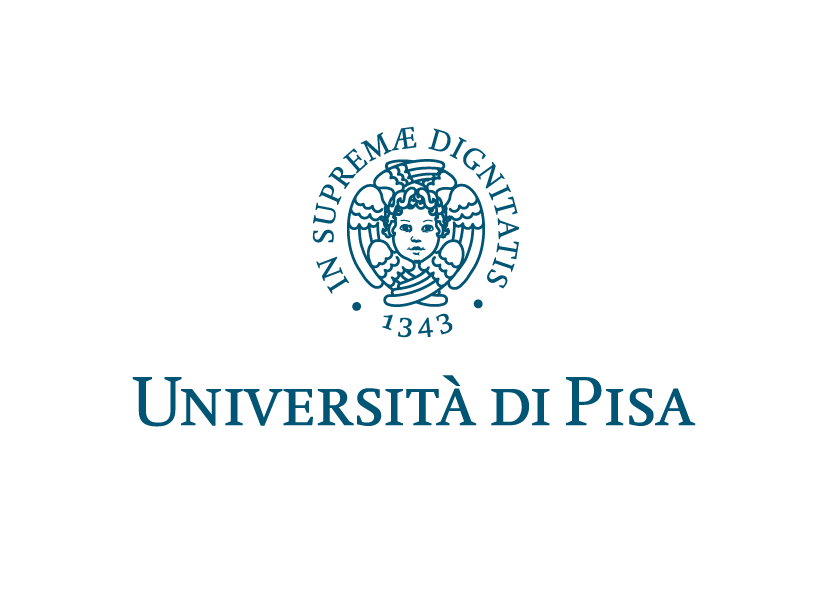 IN SUPREMÆ DIGNITATIS
• 1343 •
UNIVERSITÀ DI PISA